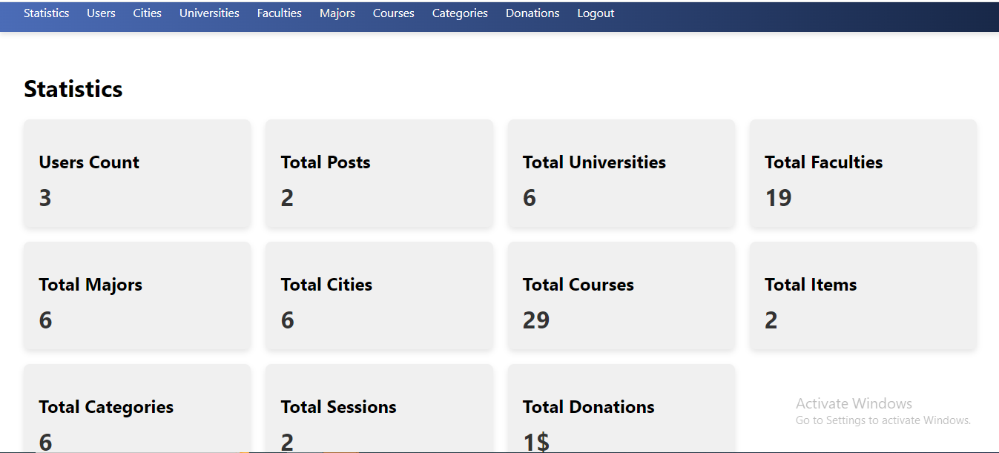 Statistics Users Cities Universities Faculties Majors Courses Categories Donations Logout
Statistics
Users Count
3
Total Posts
2
Total Universities
6
Total Faculties
19
Total Majors
6
Total Cities
6
Total Courses
29
Total Items
2
Total Categories
6
Total Sessions
2
Total Donations
1$
Activate Windows
Go to Settings to activate Windows.